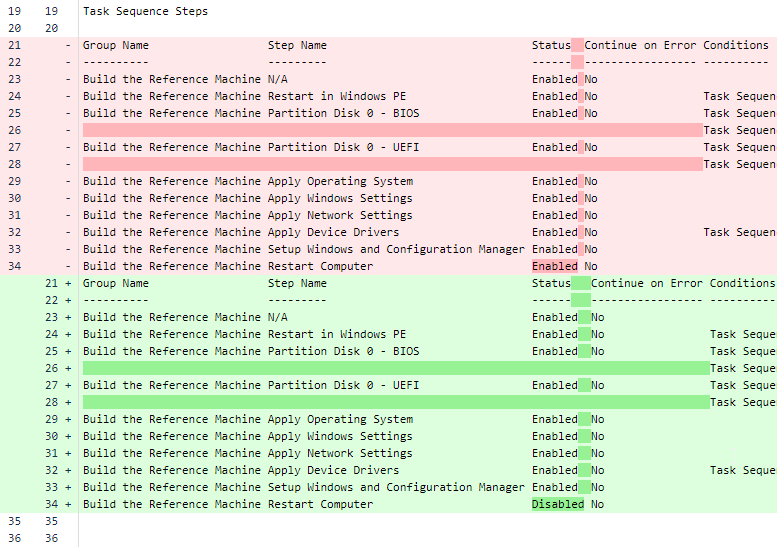 19 19 Task Sequence Steps
20 20
21 - Group Name Step Name Status Continue on Error Conditions
22 - ---------- --------- ------ ----------------- ----------
23 - Build the Reference Machine N/A Enabled No
24 - Build the Reference Machine Restart in Windows PE Enabled No Task Sequen
25 - Build the Reference Machine Partition Disk 0 - BIOS Enabled No Task Sequen
26 - Task Sequen
27 - Build the Reference Machine Partition Disk 0 - UEFI Enabled No Task Sequen
28 - Task Sequen
29 - Build the Reference Machine Apply Operating System Enabled No
30 - Build the Reference Machine Apply Windows Settings Enabled No
31 - Build the Reference Machine Apply Network Settings Enabled No
32 - Build the Reference Machine Apply Device Drivers Enabled No Task Sequen
33 - Build the Reference Machine Setup Windows and Configuration Manager Enabled No
34 - Build the Reference Machine Restart Computer Enabled No
21 + Group Name Step Name Status Continue on Error Conditions
22 + ---------- --------- ------ ----------------- ----------
23 + Build the Reference Machine N/A Enabled No
24 + Build the Reference Machine Restart in Windows PE Enabled No Task Seque
25 + Build the Reference Machine Partition Disk 0 - BIOS Enabled No Task Seque
26 + Task Seque
27 + Build the Reference Machine Partition Disk 0 - UEFI Enabled No Task Seque
28 + Task Seque
29 + Build the Reference Machine Apply Operating System Enabled No
30 + Build the Reference Machine Apply Windows Settings Enabled No
31 + Build the Reference Machine Apply Network Settings Enabled No
32 + Build the Reference Machine Apply Device Drivers Enabled No Task Seque
33 + Build the Reference Machine Setup Windows and Configuration Manager Enabled No
34 + Build the Reference Machine Restart Computer Disabled No
35 35
36 36